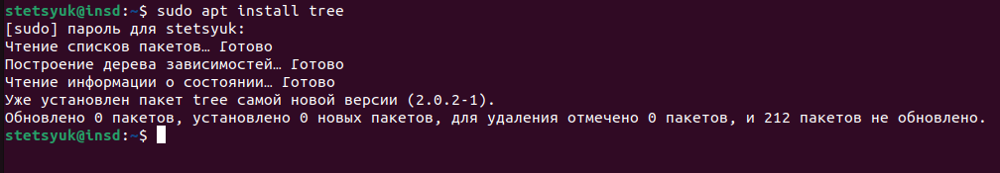 stetsyuk@insd:~$ sudo apt install tree
[sudo] пароль для stetsyuk:
Чтение списков пакетов… Готово
Построение дерева зависимостей… Готово
Чтение информации о состоянии… Готово
Уже установлен пакет tree самой новой версии (2.0.2-1).
Обновлено 0 пакетов, установлено 0 новых пакетов, для удаления отмечено 0 пакетов, и 212 пакетов не обновлено.
stetsyuk@insd:~$